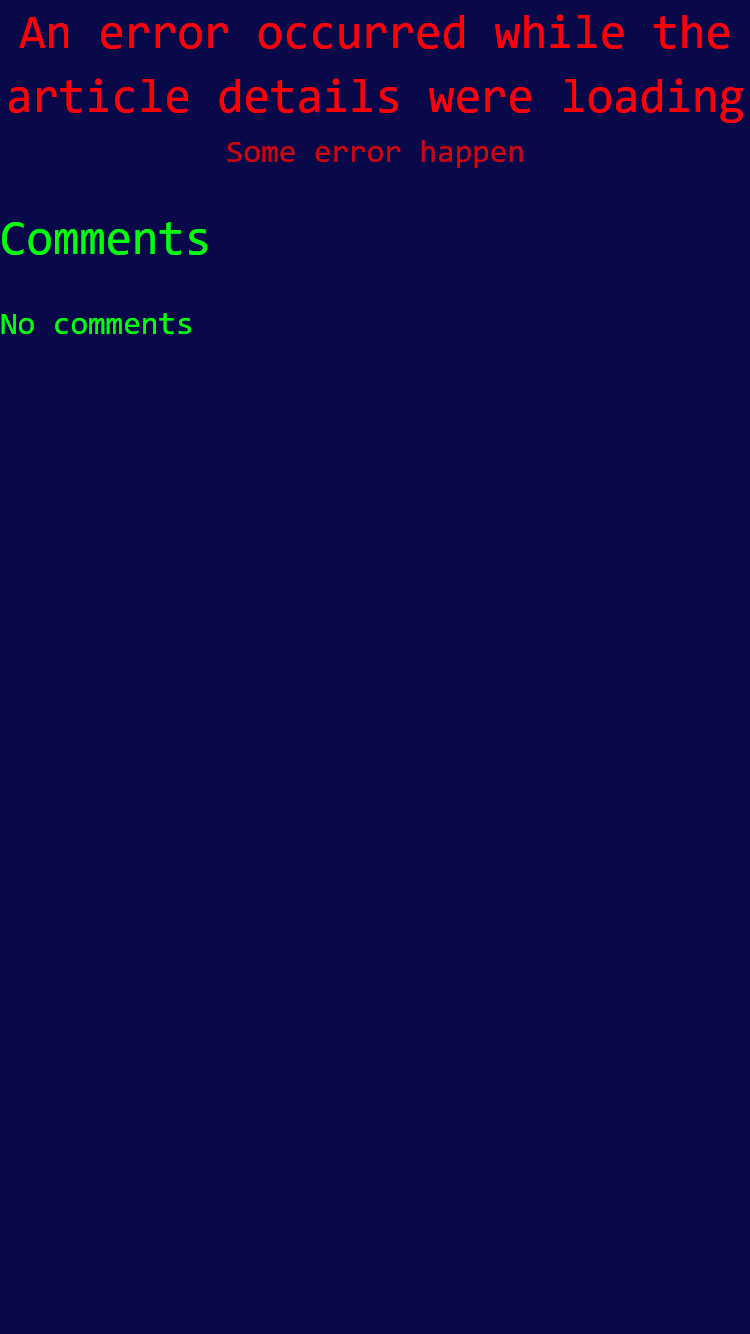 An error occurred while the
article details were loading
Some error happen
Comments
No comments